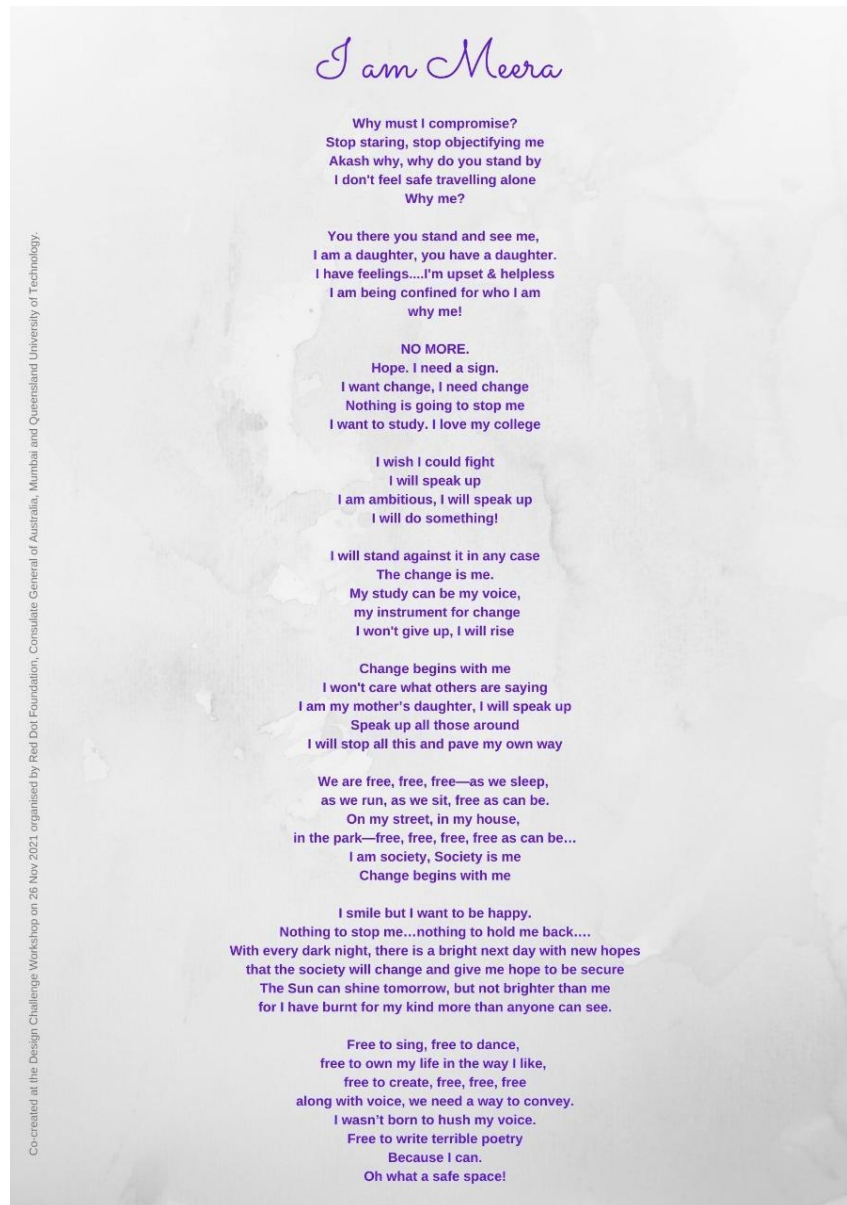 I am Meera
Why must I compromise?
Stop staring, stop objectifying me
Akash why, why do you stand by
I don't feel safe travelling alone
Why me?
You there you stand and see me,
I am a daughter, you have a daughter.
I have feelings....I'm upset & helpless
I am being confined for who I am
why me!
NO MORE.
Hope. I need a sign.
I want change, I need change
Nothing is going to stop me
I want to study. I love my college
I wish I could fight
I will speak up
I am ambitious, I will speak up
I will do something!
I will stand against it in any case
The change is me.
My study can be my voice,
my instrument for change
I won't give up, I will rise
Change begins with me
I won't care what others are saying
I am my mother's daughter, I will speak up
Speak up all those around
I will stop all this and pave my own way
We are free, free, free—as we sleep,
as we run, as we sit, free as can be.
On my street, in my house,
in the park—free, free, free, free as can be…
I am society, Society is me
Change begins with me
I smile but I want to be happy.
Nothing to stop me…nothing to hold me back….
With every dark night, there is a bright next day with new hopes
that the society will change and give me hope to be secure
The Sun can shine tomorrow, but not brighter than me
for I have burnt for my kind more than anyone can see.
Free to sing, free to dance,
free to own my life in the way I like,
free to create, free, free, free
along with voice, we need a way to convey.
I wasn’t born to hush my voice.
Free to write terrible poetry
Because I can.
Oh what a safe space!
Co-created at the Design Challenge Workshop on 26 Nov 2021 organised by Red Dot Foundation, Consulate General of Australia, Mumbai and Queensland University of Technology.